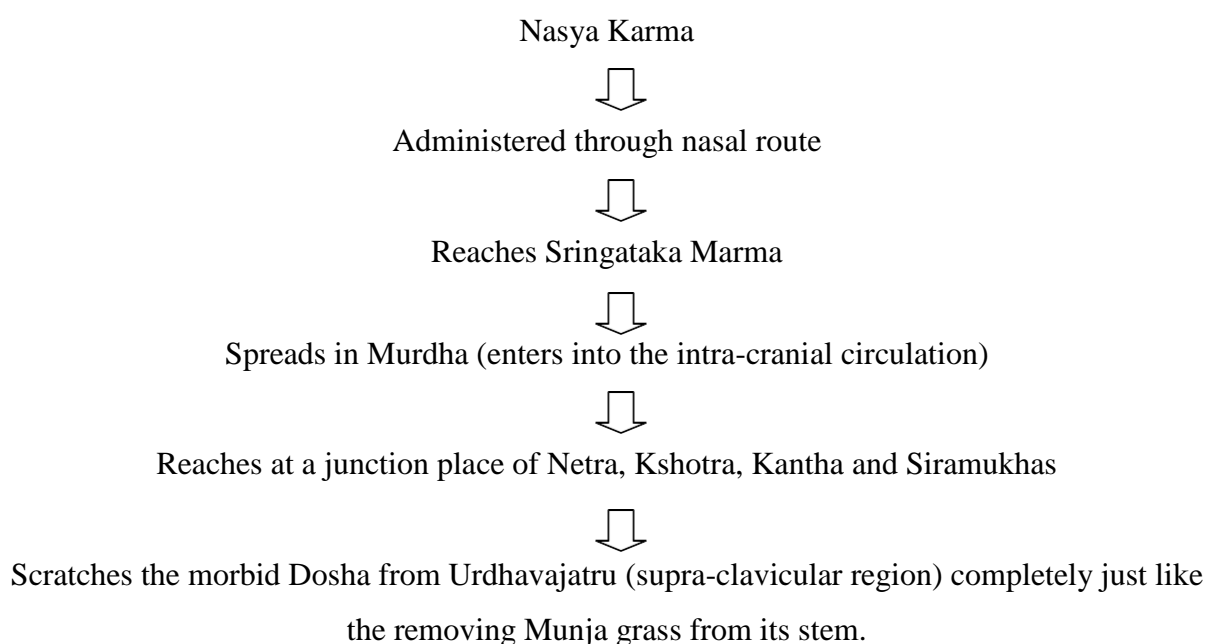 Nasya Karma
Administered through nasal route
Reaches Sringataka Marma
Spreads in Murdha (enters into the intra-cranial circulation)
Reaches at a junction place of Netra, Kshotra, Kantha and Siramukhas
Scratches the morbid Dosha from Urdhavajatru (supra-clavicular region) completely just like
the removing Munja grass from its stem.